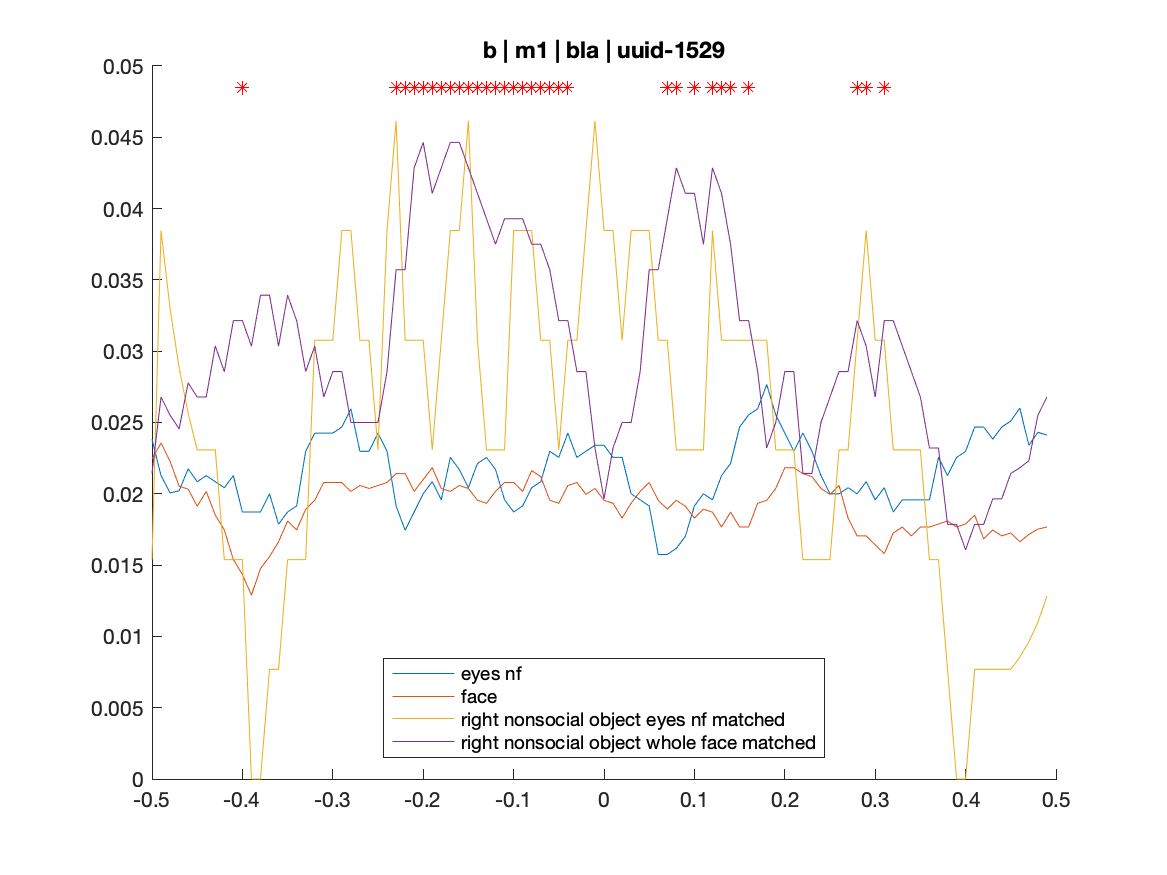 b | m1 | bla | uuid-1529
0.05
0.045
0.04
0.035
0.03
0.025
0.02
0.015
0.01
0.005
0
eyes nf
face
right nonsocial object eyes nf matched
right nonsocial object whole face matched
-0.5 -0.4 -0.3 -0.2 -0.1 0 0.1 0.2 0.3 0.4 0.5